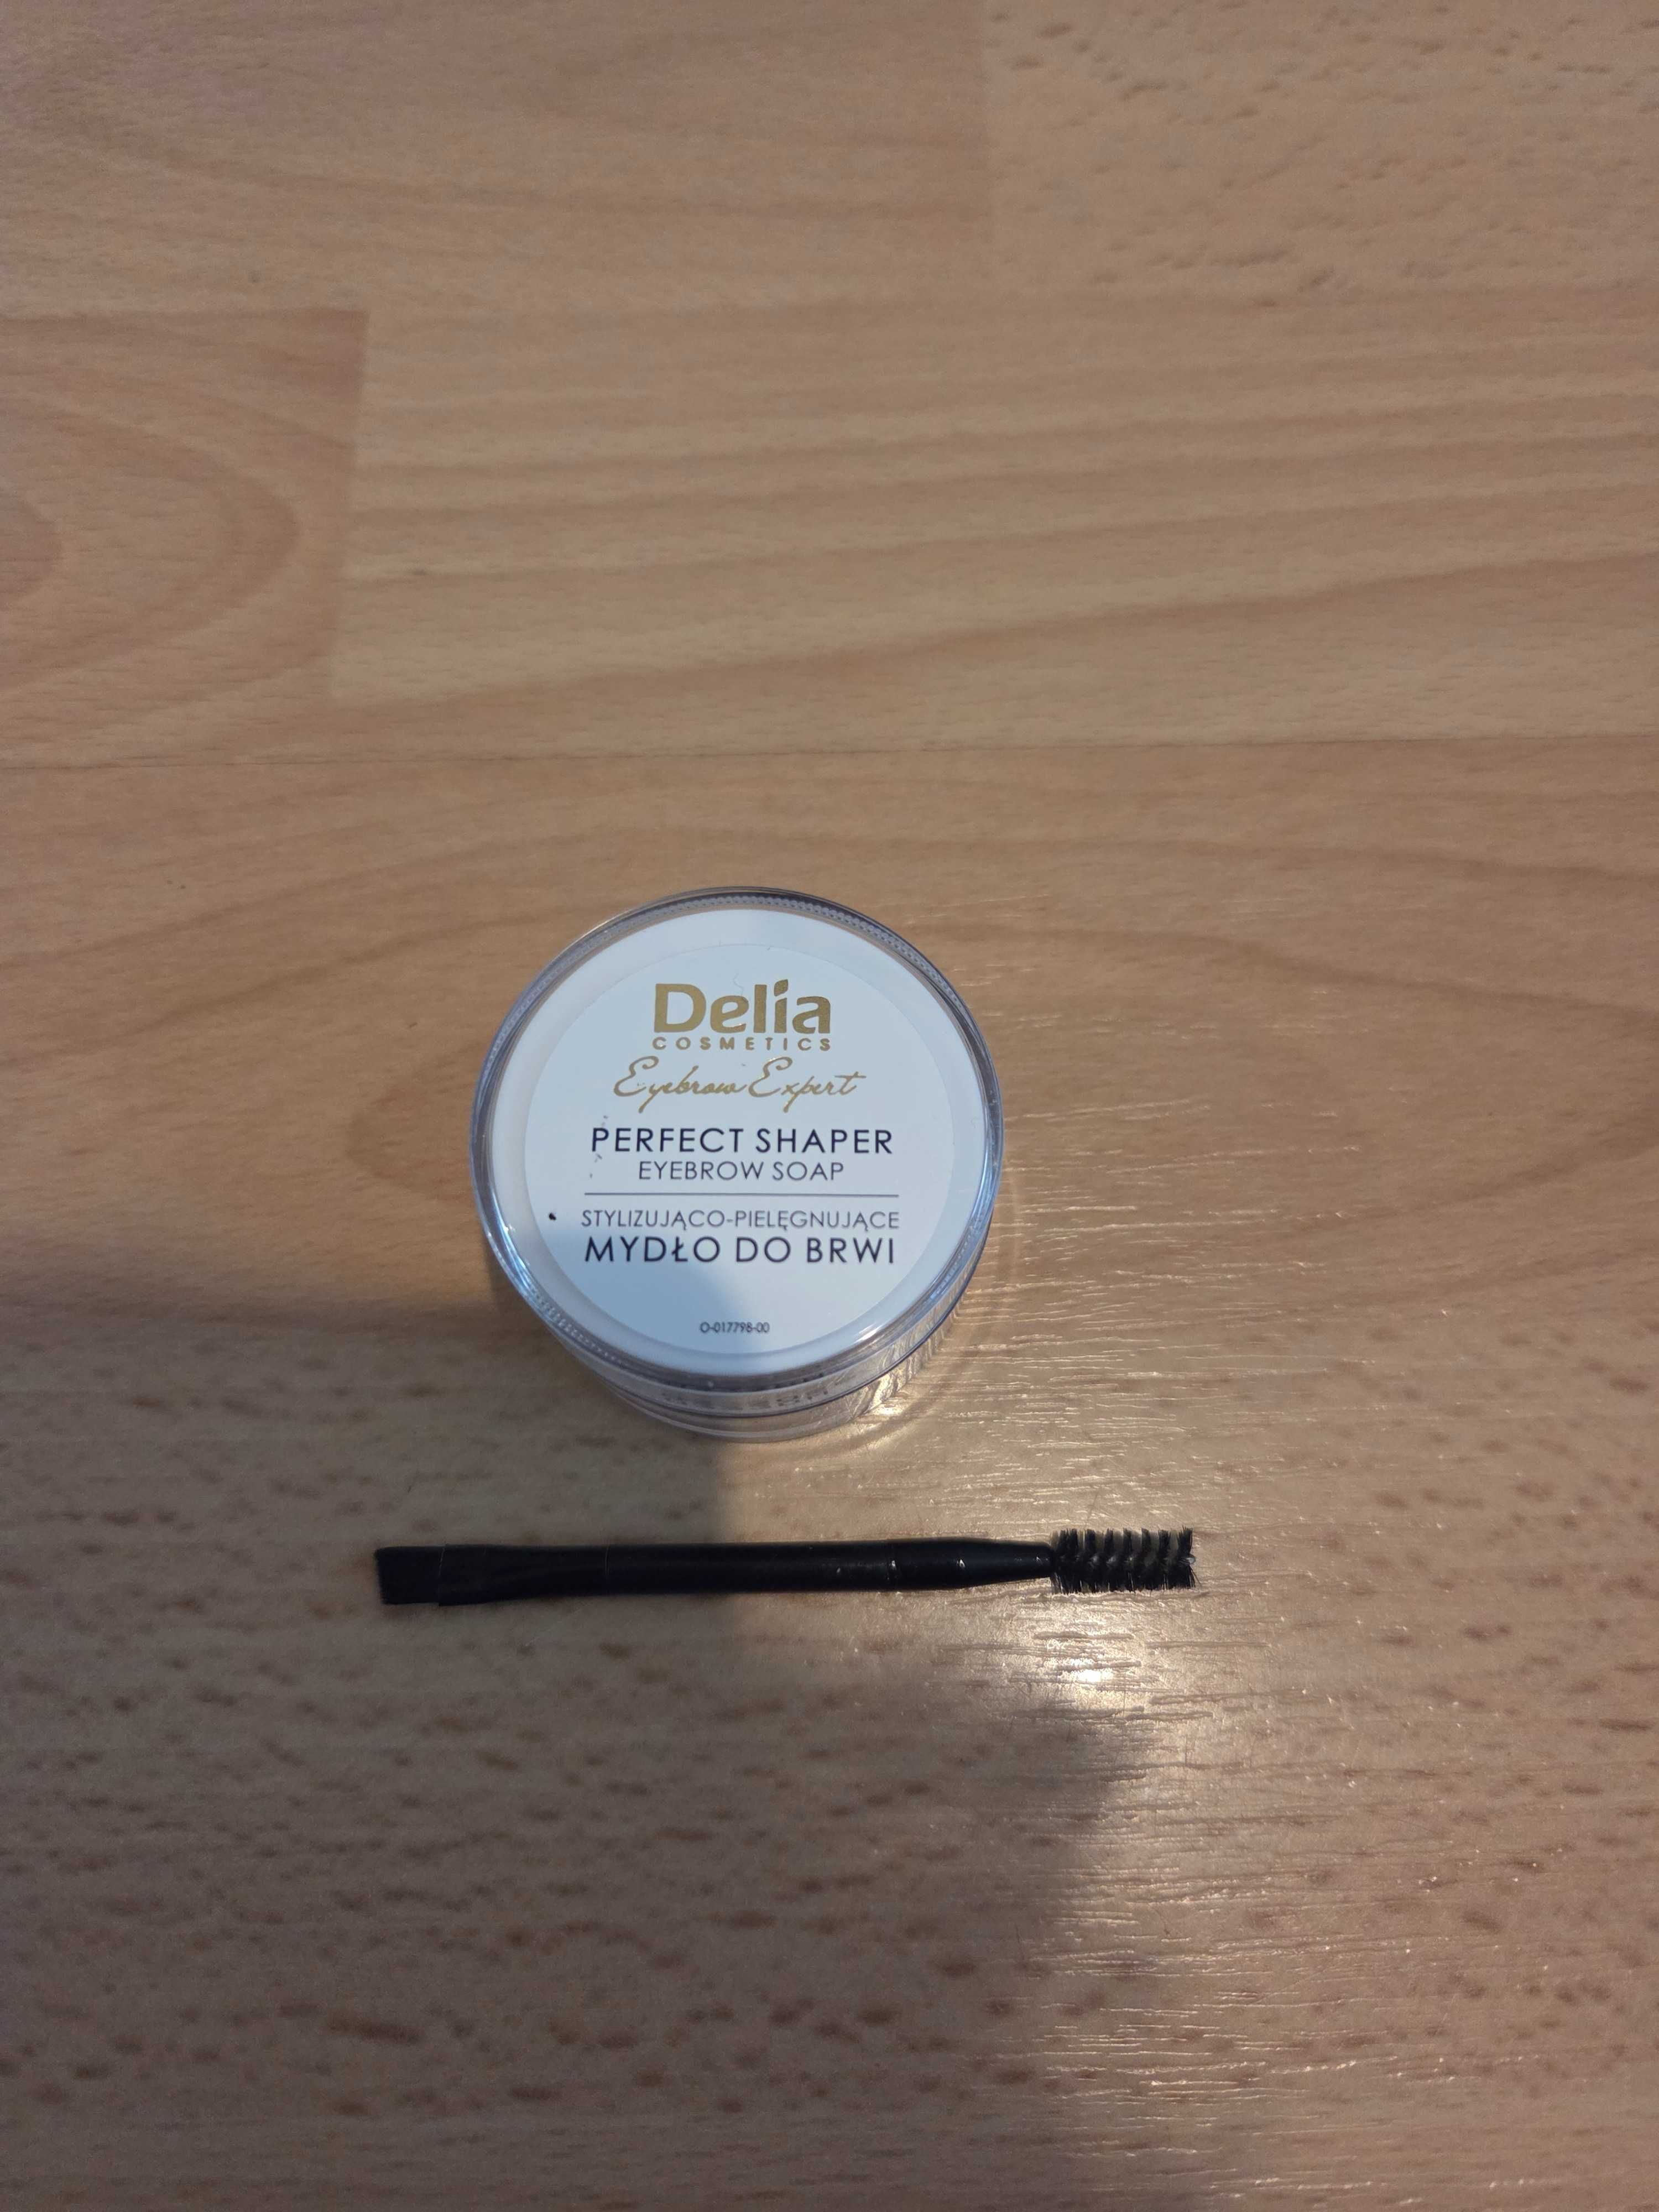 Delia
COSMETICS
Eyebrow Expert
PERFECT SHAPER
EYEBROW SOAP
STYLIZUJĄCO-PIELĘGNUJĄCE
MYDŁO DO BRWI
O-017798-00